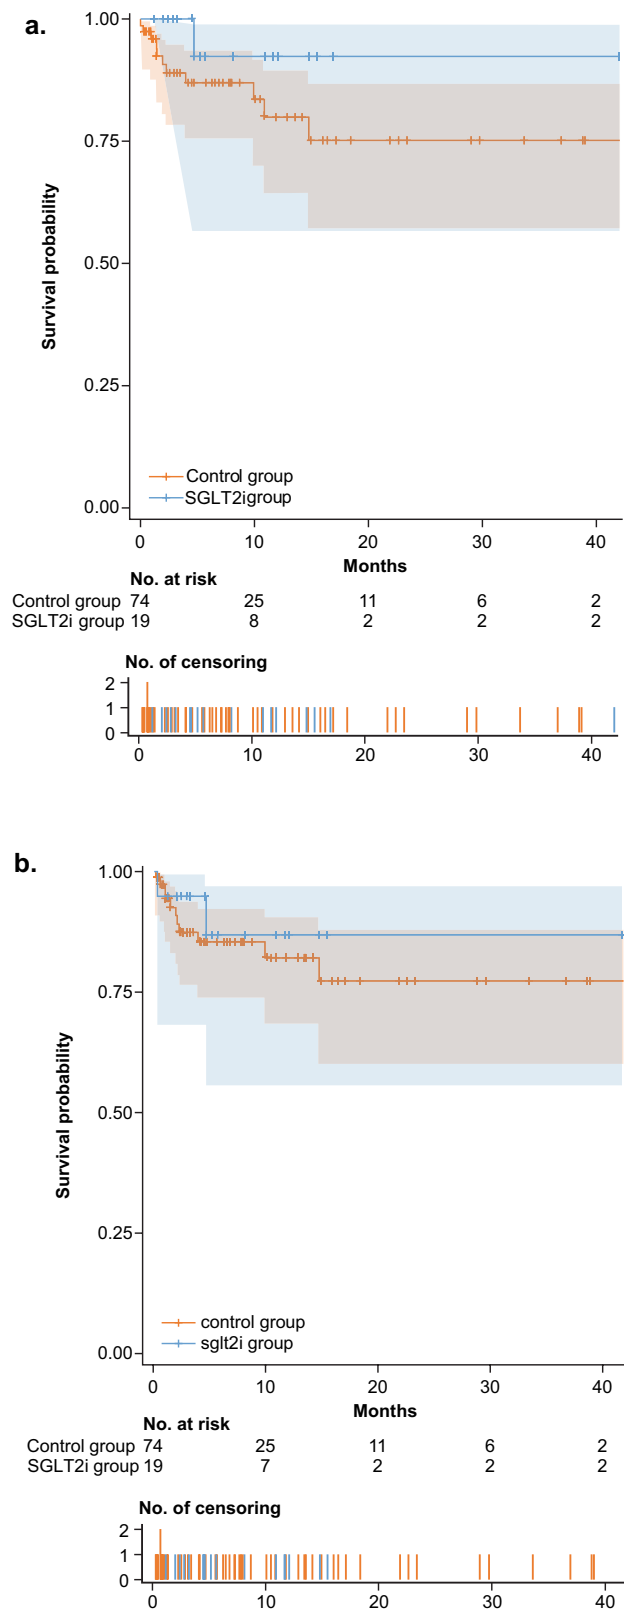 a.
1.00
0.75
0.50
0.25
0.00
Survival probability
Control group
SGLT2igroup
0 10 20 30 40
Months
No. at risk
Control group 74 25 11 6 2
SGLT2i group 19 8 2 2 2
No. of censoring
2
1
0
0 10 20 30 40
b.
1.00
0.75
0.50
0.25
0.00
Survival probability
control group
sglt2i group
0 10 20 30 40
Months
No. at risk
Control group 74 25 11 6 2
SGLT2i group 19 7 2 2 2
No. of censoring
2
1
0
0 10 20 30 40